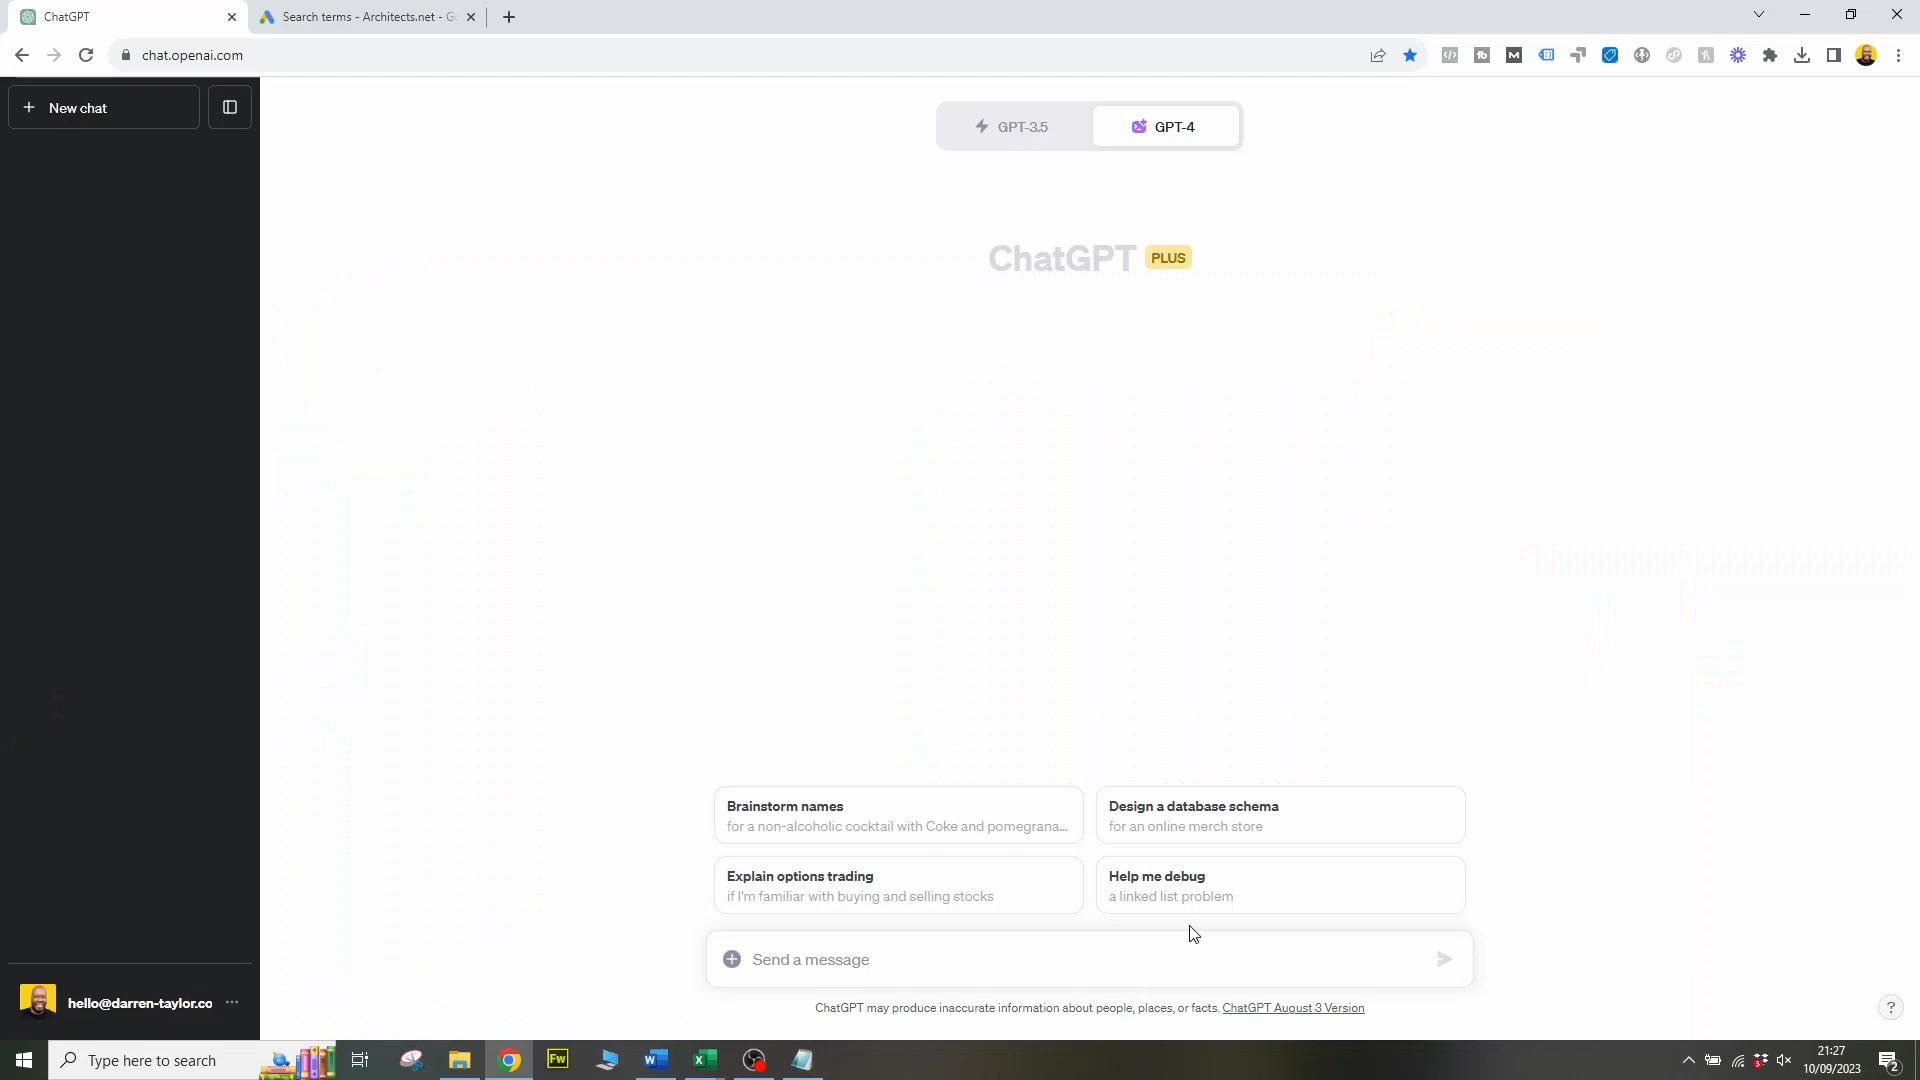 ChatGPT
Search terms - Architects.net - Go
chat.openai.com
New chat
GPT-3.5
GPT-4
ChatGPT PLUS
Brainstorm names
for a non-alcoholic cocktail with Coke and pomegrana...
Design a database schema
for an online merch store
Explain options trading
if I'm familiar with buying and selling stocks
Help me debug
a linked list problem
Send a message
hello@darren-taylor.co
ChatGPT may produce inaccurate information about people, places, or facts. ChatGPT August 3 Version
?
Type here to search
Fw
21:27
10/09/2023
2